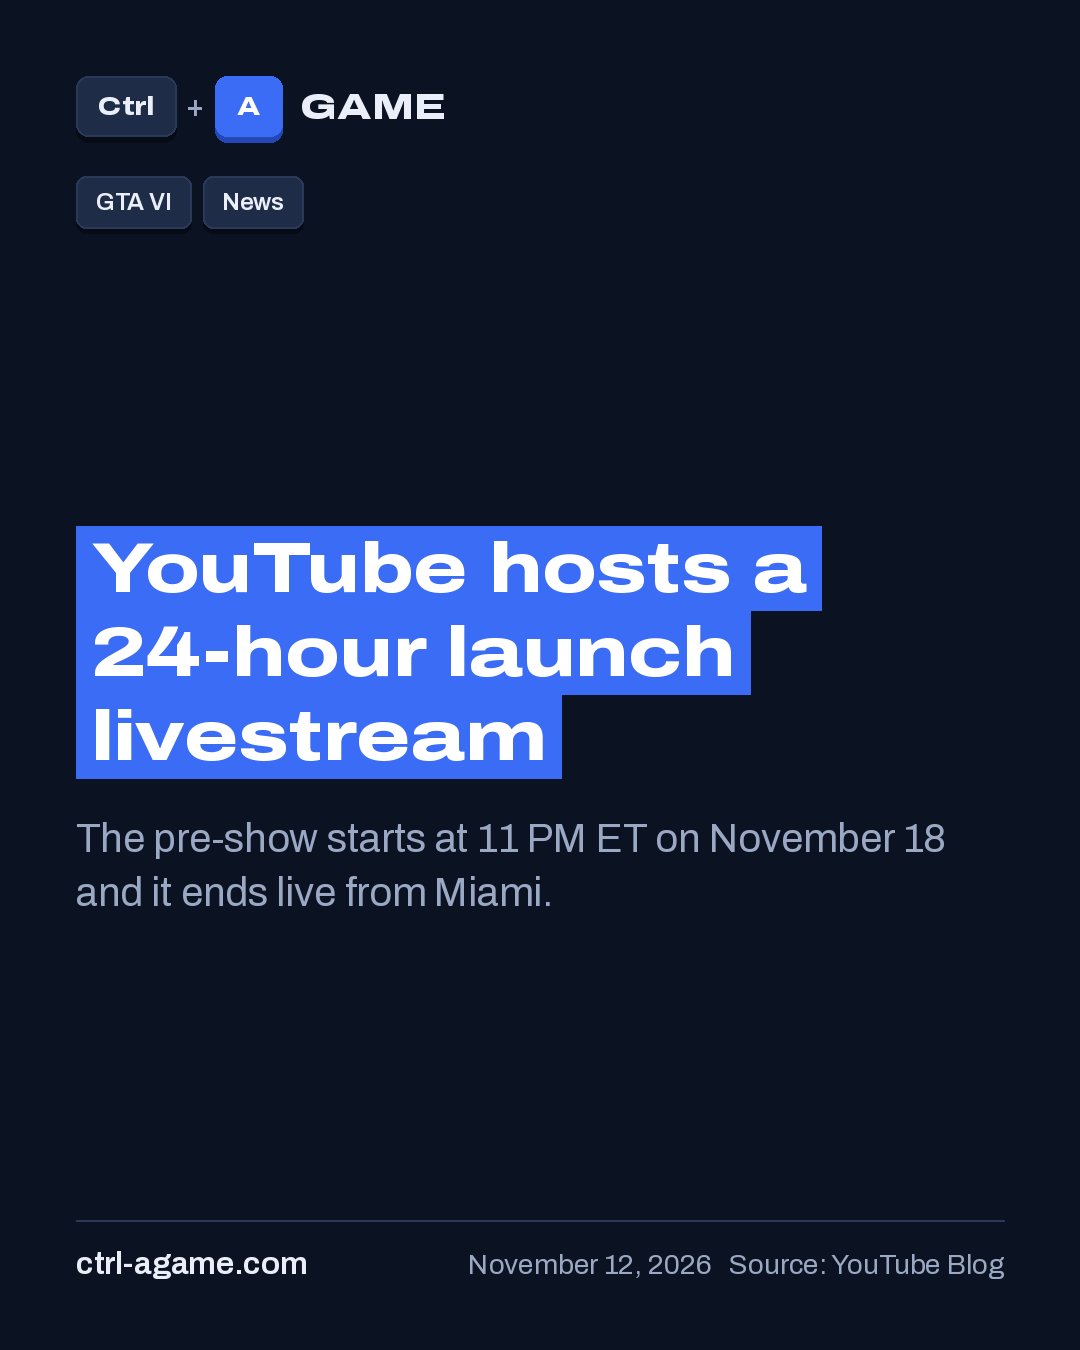 Ctrl + A GAME
GTA VI News
YouTube hosts a
24-hour launch
livestream
The pre-show starts at 11 PM ET on November 18
and it ends live from Miami.
ctrl-agame.com November 12, 2026 Source: YouTube Blog